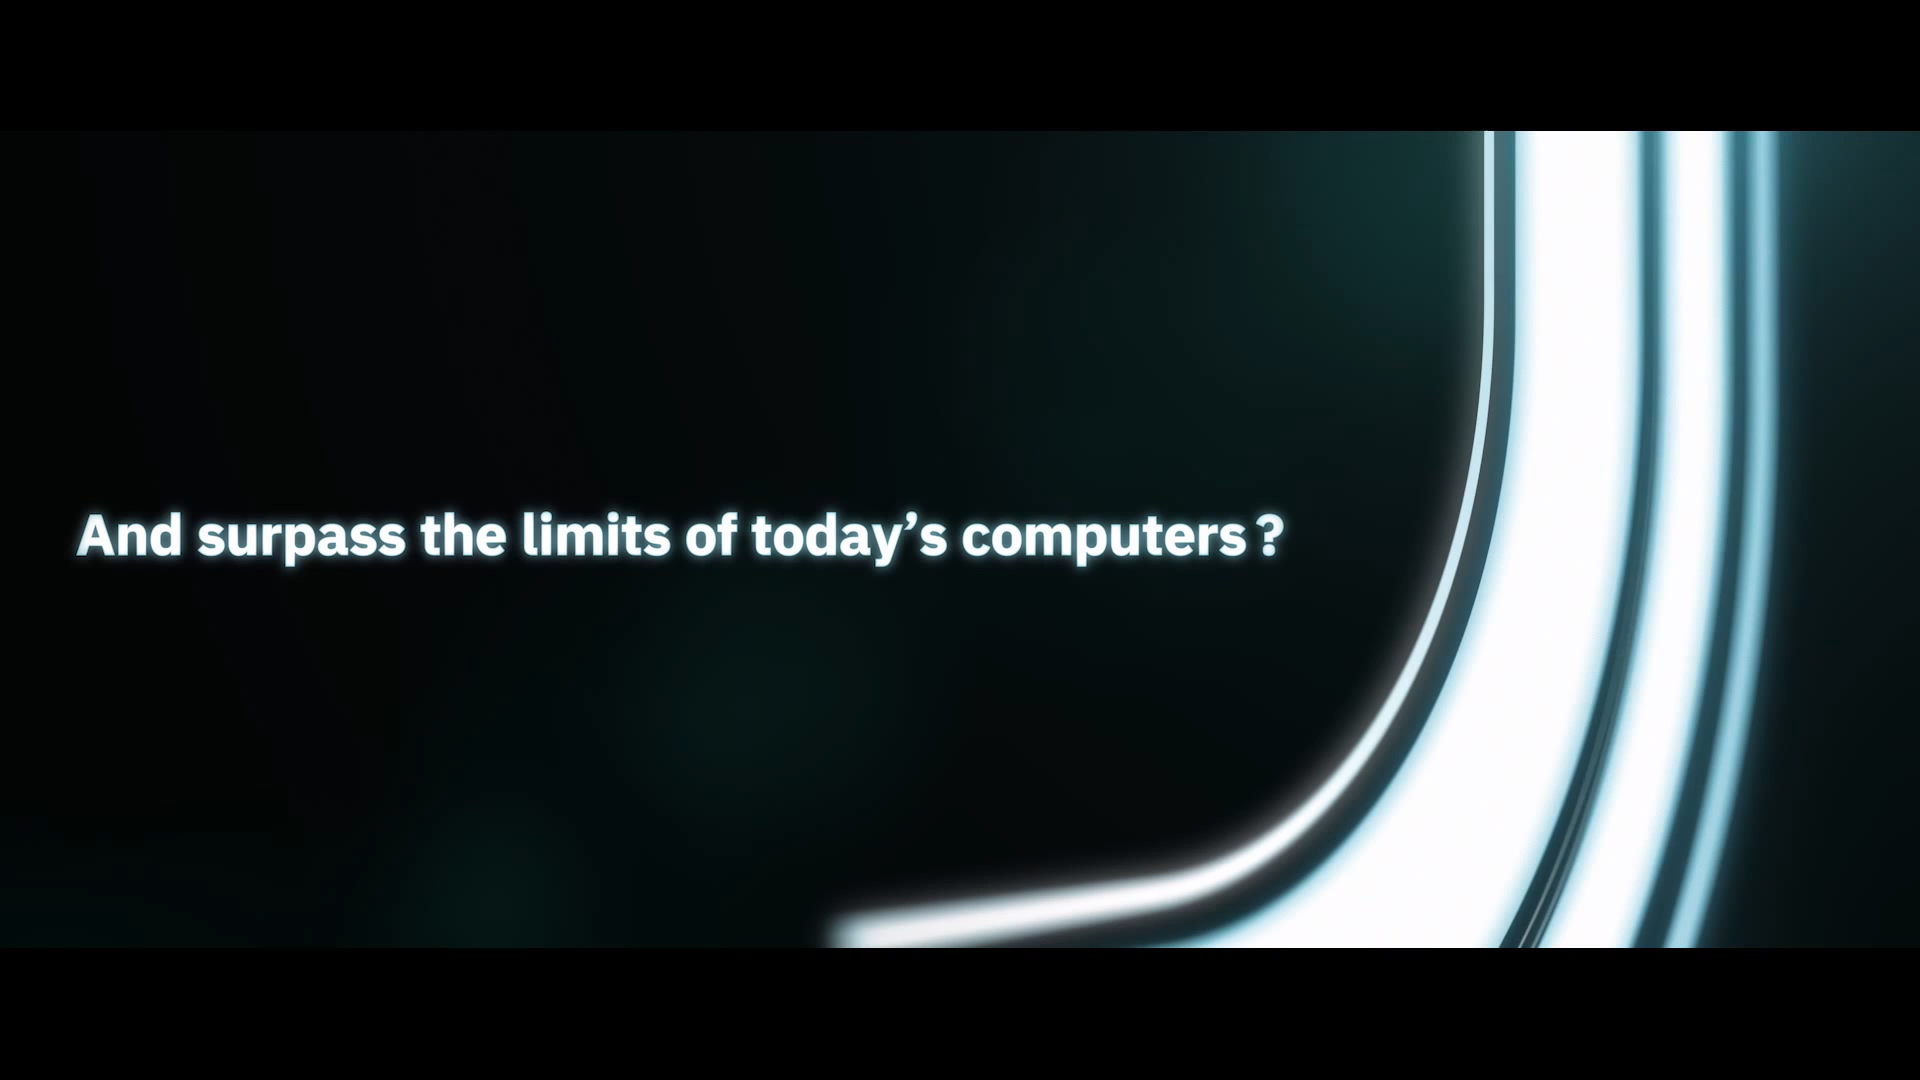 And surpass the limits of today’s computers ?